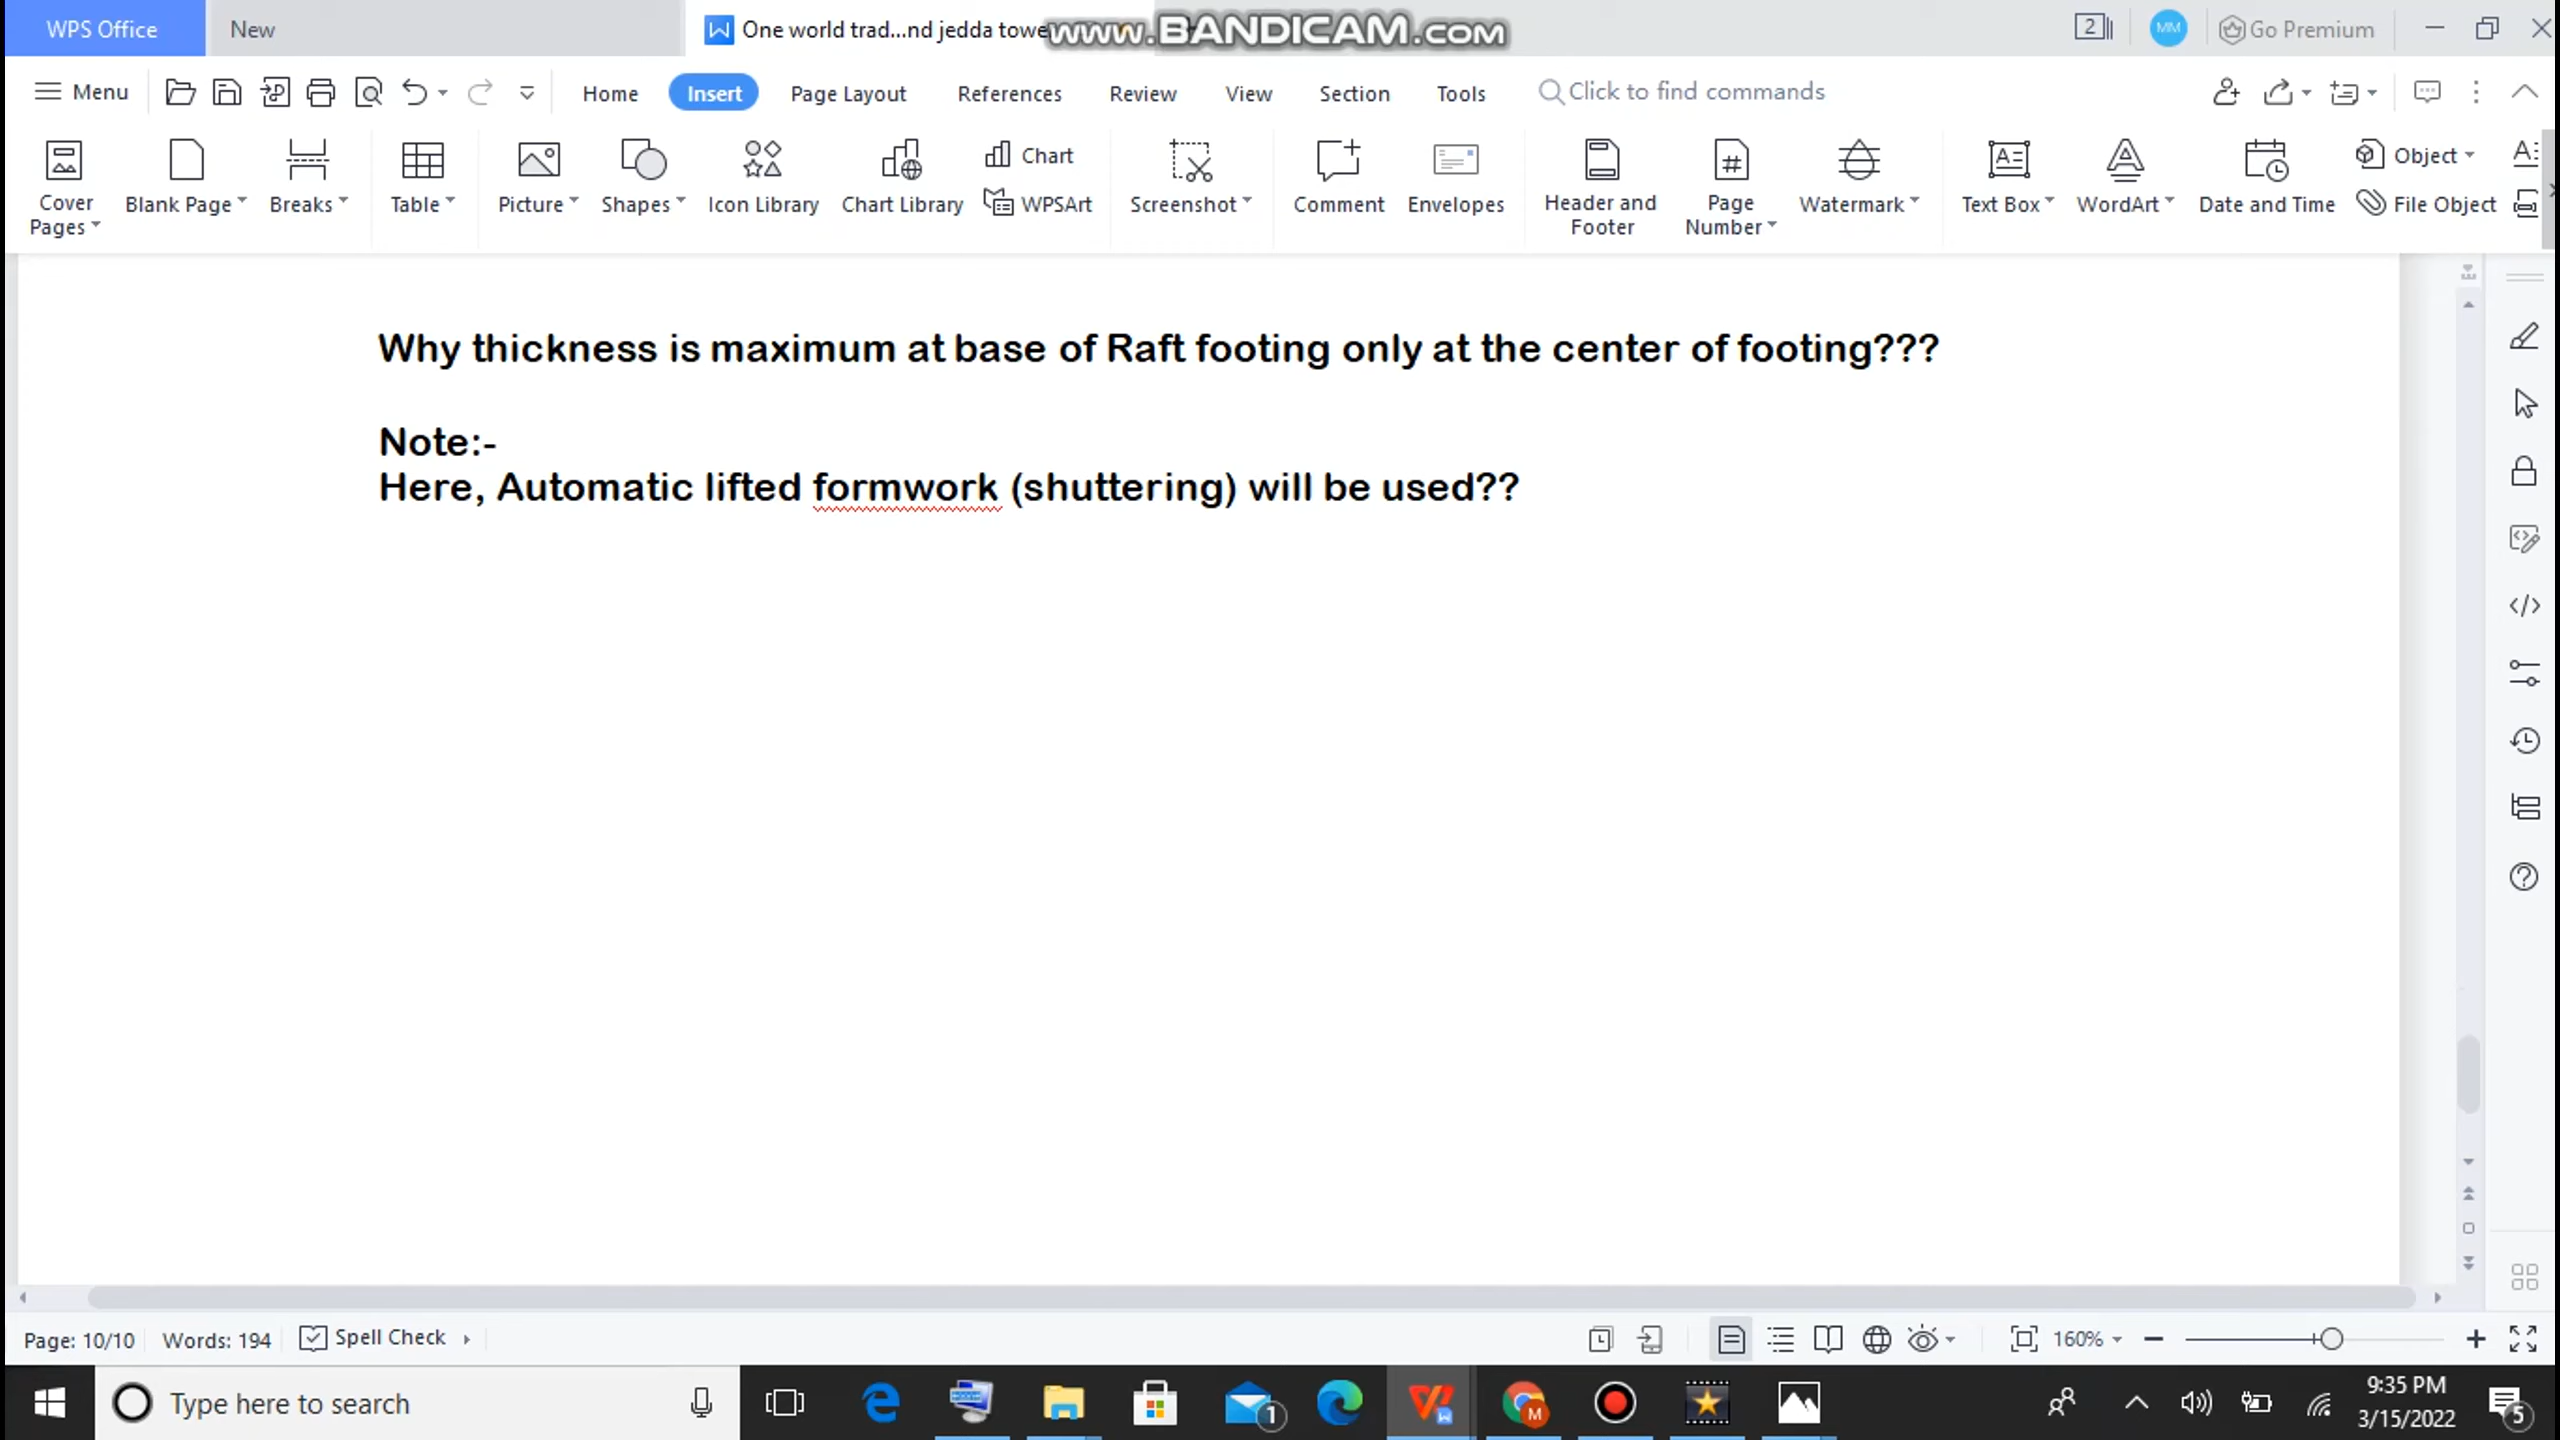 WPS Office
New
One world trad...nd jedda towe
www.BANDICAM.com
2
MM
Go Premium
Menu
Home
Insert
Page Layout
References
Review
View
Section
Tools
Click to find commands
Cover Pages
Blank Page
Breaks
Table
Picture
Shapes
Icon Library
Chart Library
Chart
WPSArt
Screenshot
Comment
Envelopes
Header and Footer
Page Number
Watermark
Text Box
WordArt
Date and Time
Object
File Object
Why thickness is maximum at base of Raft footing only at the center of footing???
Note:-
Here, Automatic lifted formwork (shuttering) will be used??
Page: 10/10
Words: 194
Spell Check
160%
Type here to search
1
M
9:35 PM
3/15/2022
5